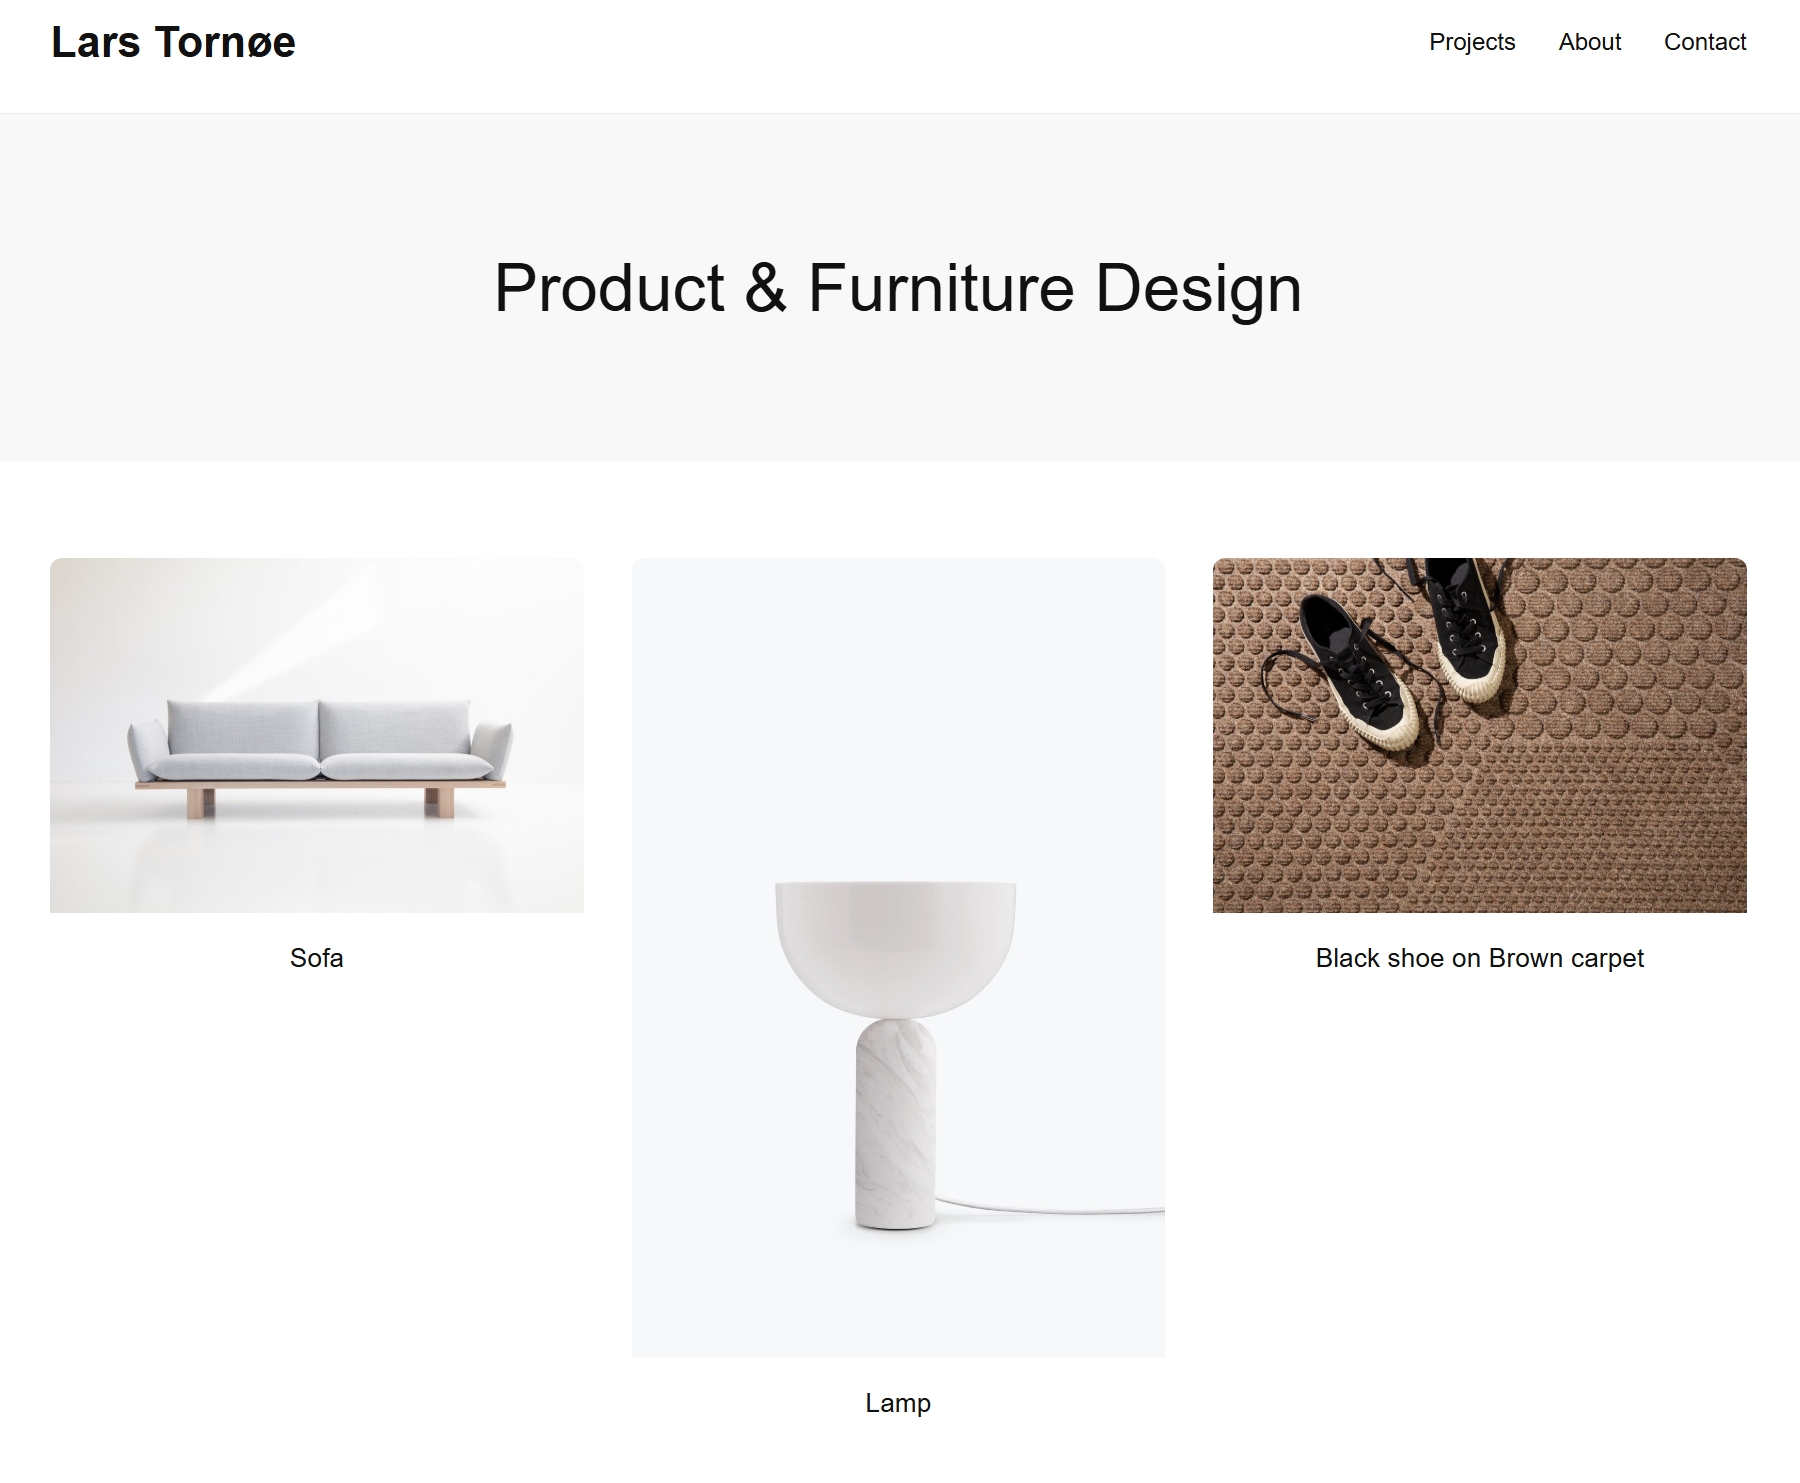 Lars Tornøe
Projects About Contact
Product & Furniture Design
Sofa
Black shoe on Brown carpet
Lamp